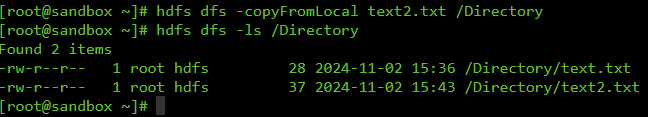 [root@sandbox ~]# hdfs dfs -copyFromLocal text2.txt /Directory
[root@sandbox ~]# hdfs dfs -ls /Directory
Found 2 items
-rw-r--r--   1 root hdfs         28 2024-11-02 15:36 /Directory/text.txt
-rw-r--r--   1 root hdfs         37 2024-11-02 15:43 /Directory/text2.txt
[root@sandbox ~]#